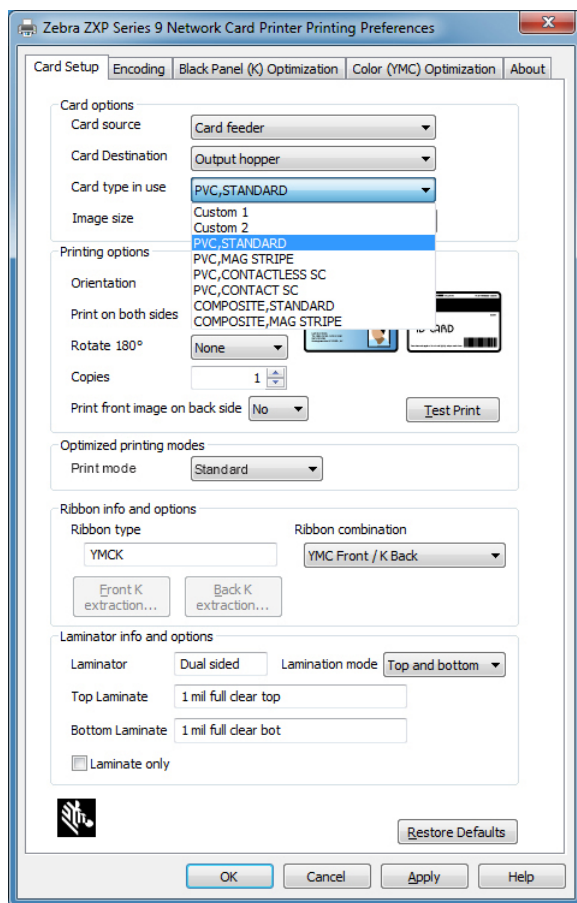 Zebra ZXP Series 9 Network Card Printer Printing Preferences
Card Setup Encoding Black Panel (K) Optimization Color (YMC) Optimization About
Card options
Card source Card feeder
Card Destination Output hopper
Card type in use PVC,STANDARD
Image size
Custom 1
Custom 2
PVC,STANDARD
PVC,MAG STRIPE
PVC,CONTACTLESS SC
PVC,CONTACT SC
COMPOSITE,STANDARD
COMPOSITE,MAG STRIPE
Printing options
Orientation
Print on both sides
ID CARD
Rotate 180° None
Copies 1
Print front image on back side No Test Print
Optimized printing modes
Print mode Standard
Ribbon info and options
Ribbon type Ribbon combination
YMCK YMC Front / K Back
Front K extraction... Back K extraction...
Laminator info and options
Laminator Dual sided Lamination mode Top and bottom
Top Laminate 1 mil full clear top
Bottom Laminate 1 mil full clear bot
Laminate only
Restore Defaults
OK Cancel Apply Help